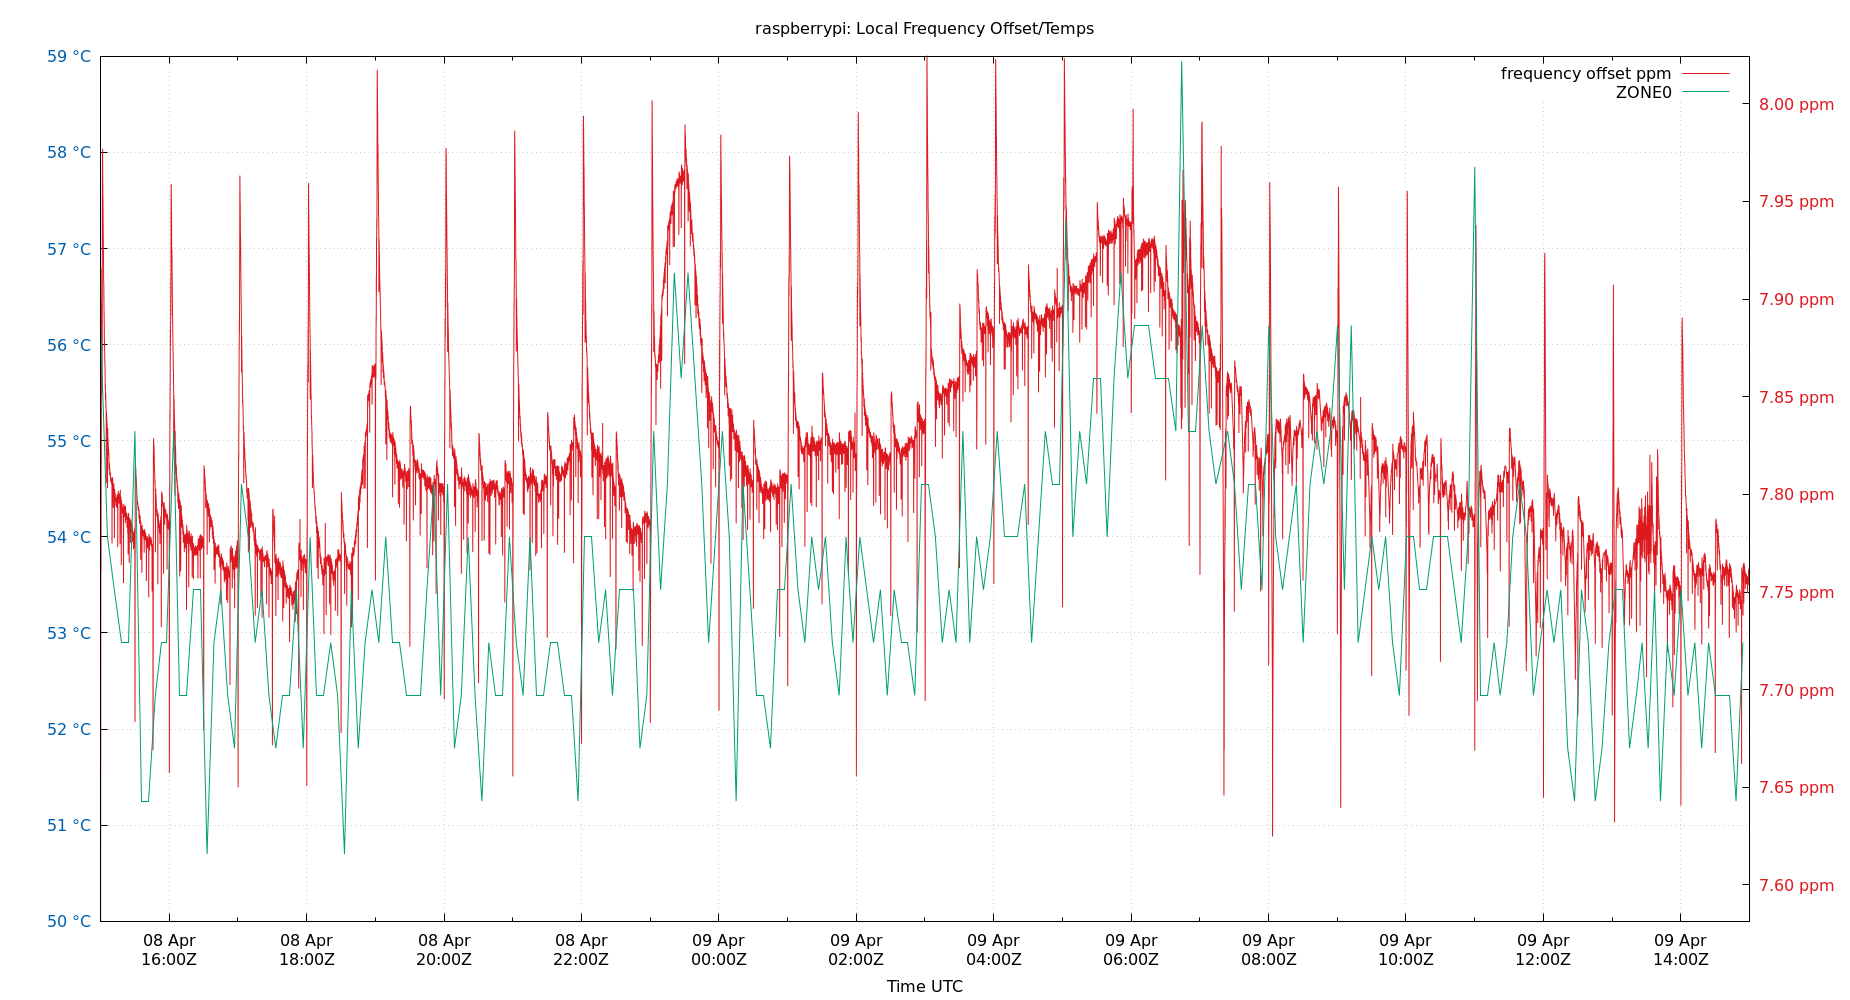 raspberrypi: Local Frequency Offset/Temps
frequency offset ppm
ZONE0
59 °C
58 °C
57 °C
56 °C
55 °C
54 °C
53 °C
52 °C
51 °C
50 °C
8.00 ppm
7.95 ppm
7.90 ppm
7.85 ppm
7.80 ppm
7.75 ppm
7.70 ppm
7.65 ppm
7.60 ppm
08 Apr 08 Apr 08 Apr 08 Apr 09 Apr 09 Apr 09 Apr 09 Apr 09 Apr 09 Apr 09 Apr 09 Apr
16:00Z 18:00Z 20:00Z 22:00Z 00:00Z 02:00Z 04:00Z 06:00Z 08:00Z 10:00Z 12:00Z 14:00Z
Time UTC